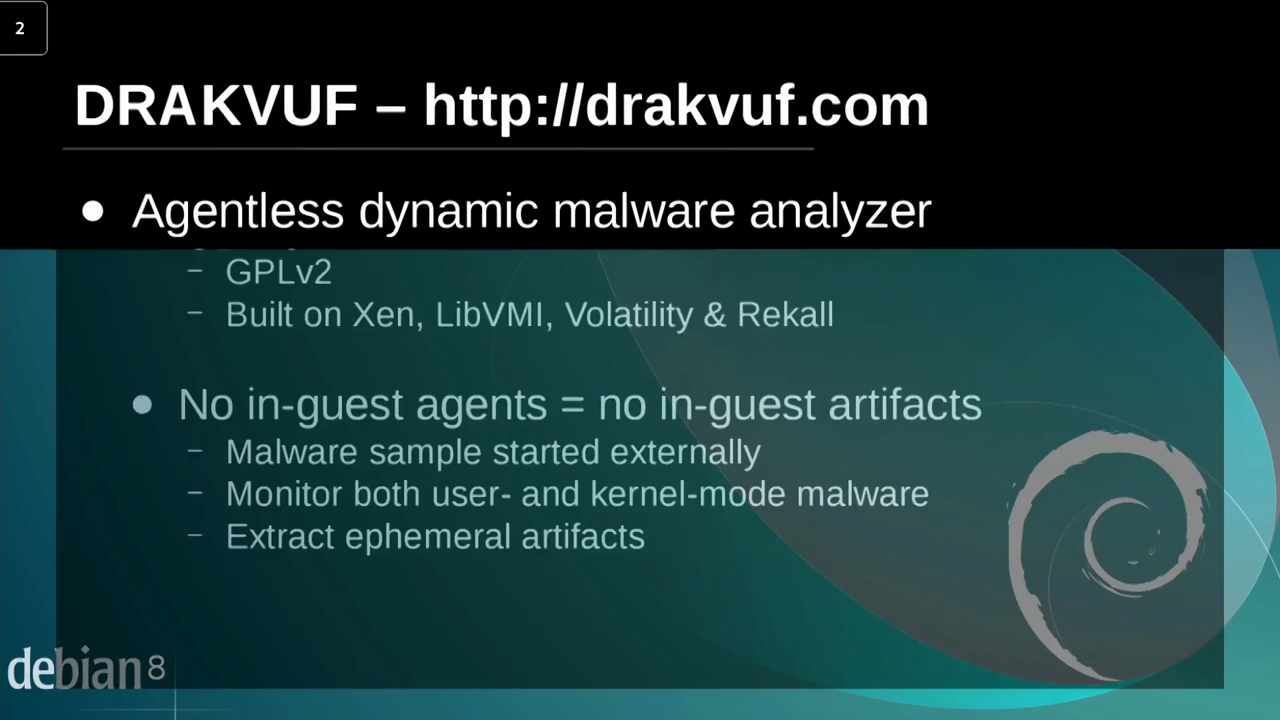 2
DRAKVUF – http://drakvuf.com
● Agentless dynamic malware analyzer
– GPLv2
– Built on Xen, LibVMI, Volatility & Rekall
● No in-guest agents = no in-guest artifacts
– Malware sample started externally
– Monitor both user- and kernel-mode malware
– Extract ephemeral artifacts
debian 8